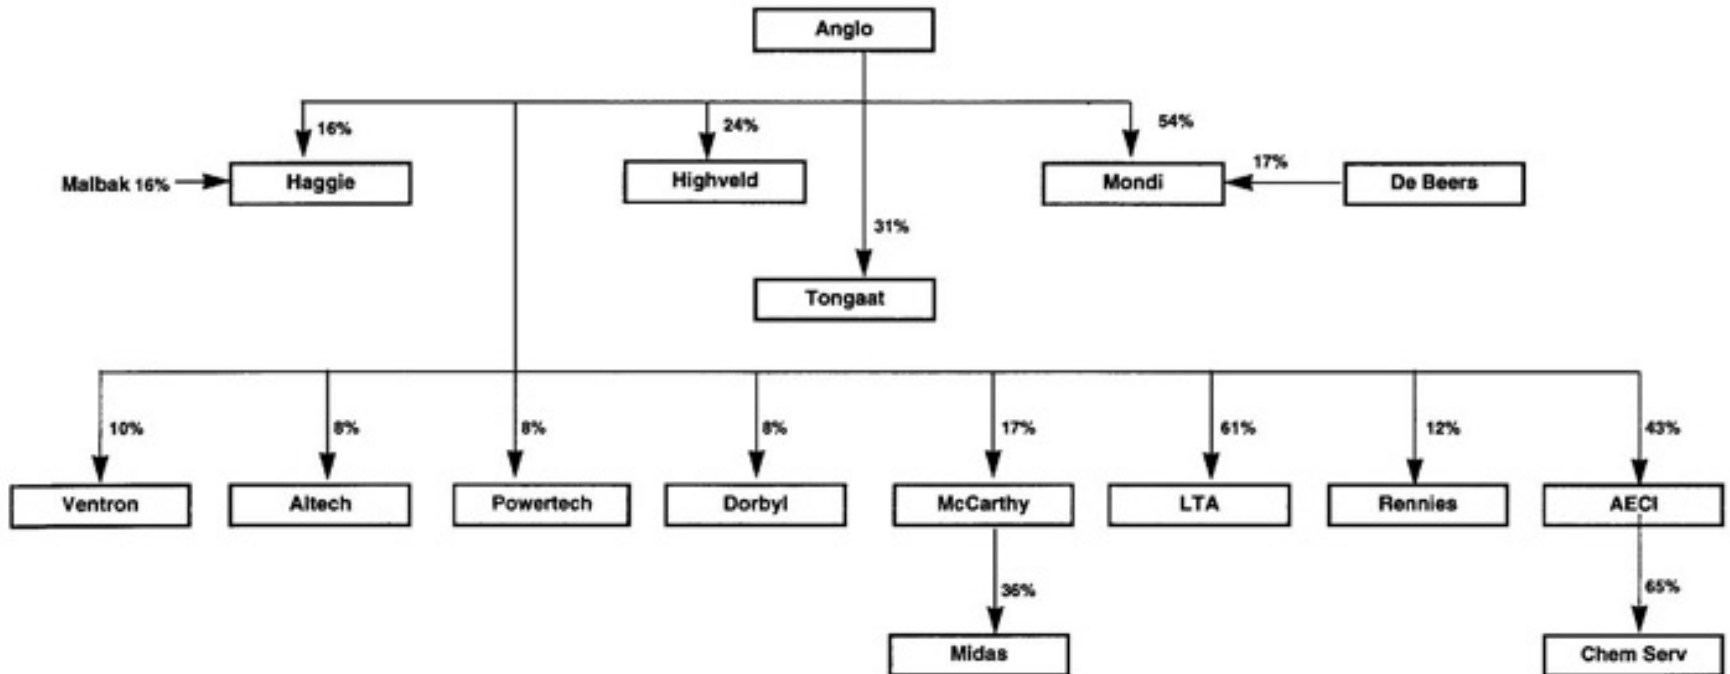 Anglo
16%
24%
54%
Malbak 16%
Haggie
Highveld
Mondi
17%
De Beers
31%
Tongaat
10%
8%
8%
8%
17%
61%
12%
43%
Ventron
Altech
Powertech
Dorbyl
McCarthy
LTA
Rennies
AECI
36%
65%
Midas
Chem Serv